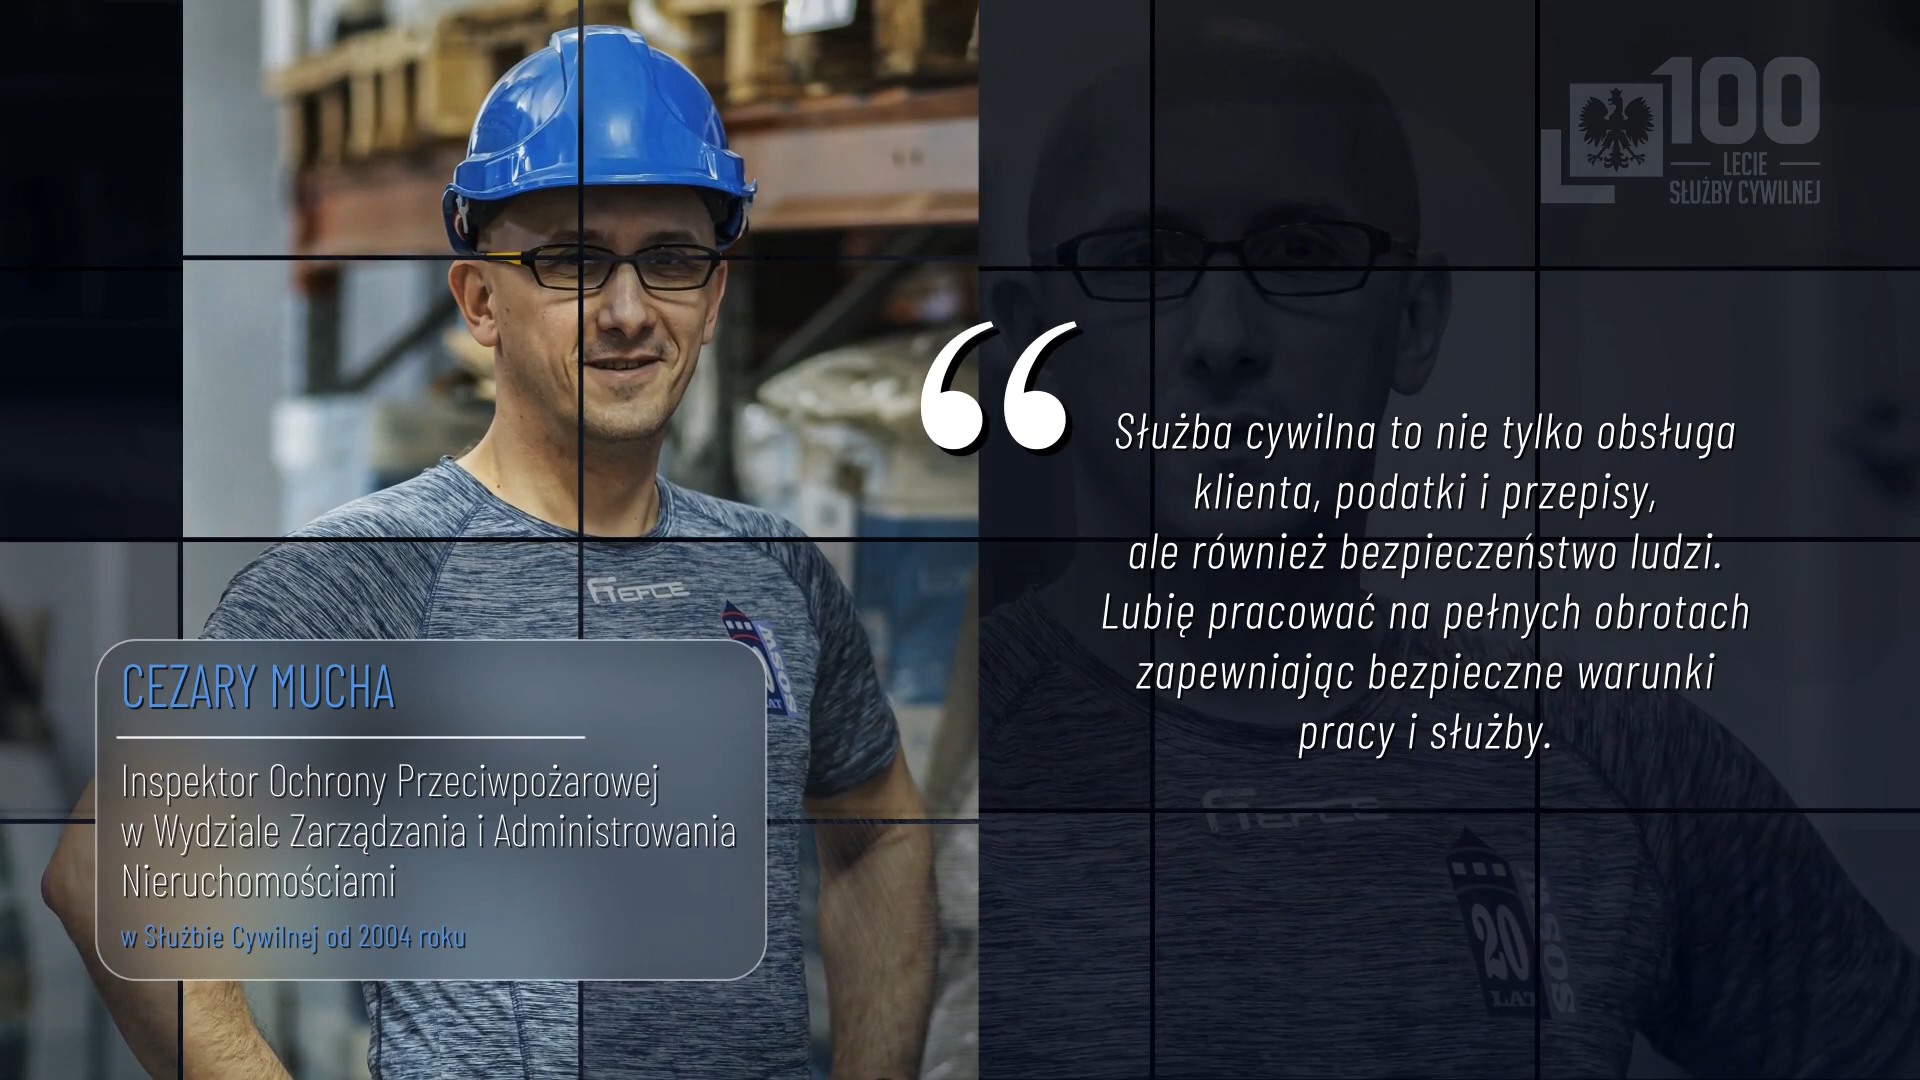 100
LECIE
SŁUŻBY CYWILNEJ
Służba cywilna to nie tylko obsługa
klienta, podatki i przepisy,
ale również bezpieczeństwo ludzi.
Lubię pracować na pełnych obrotach
zapewniając bezpieczne warunki
pracy i służby.
CEZARY MUCHA
Inspektor Ochrony Przeciwpożarowej
w Wydziale Zarządzania i Administrowania
Nieruchomościami
w Służbie Cywilnej od 2004 roku
20
LAT